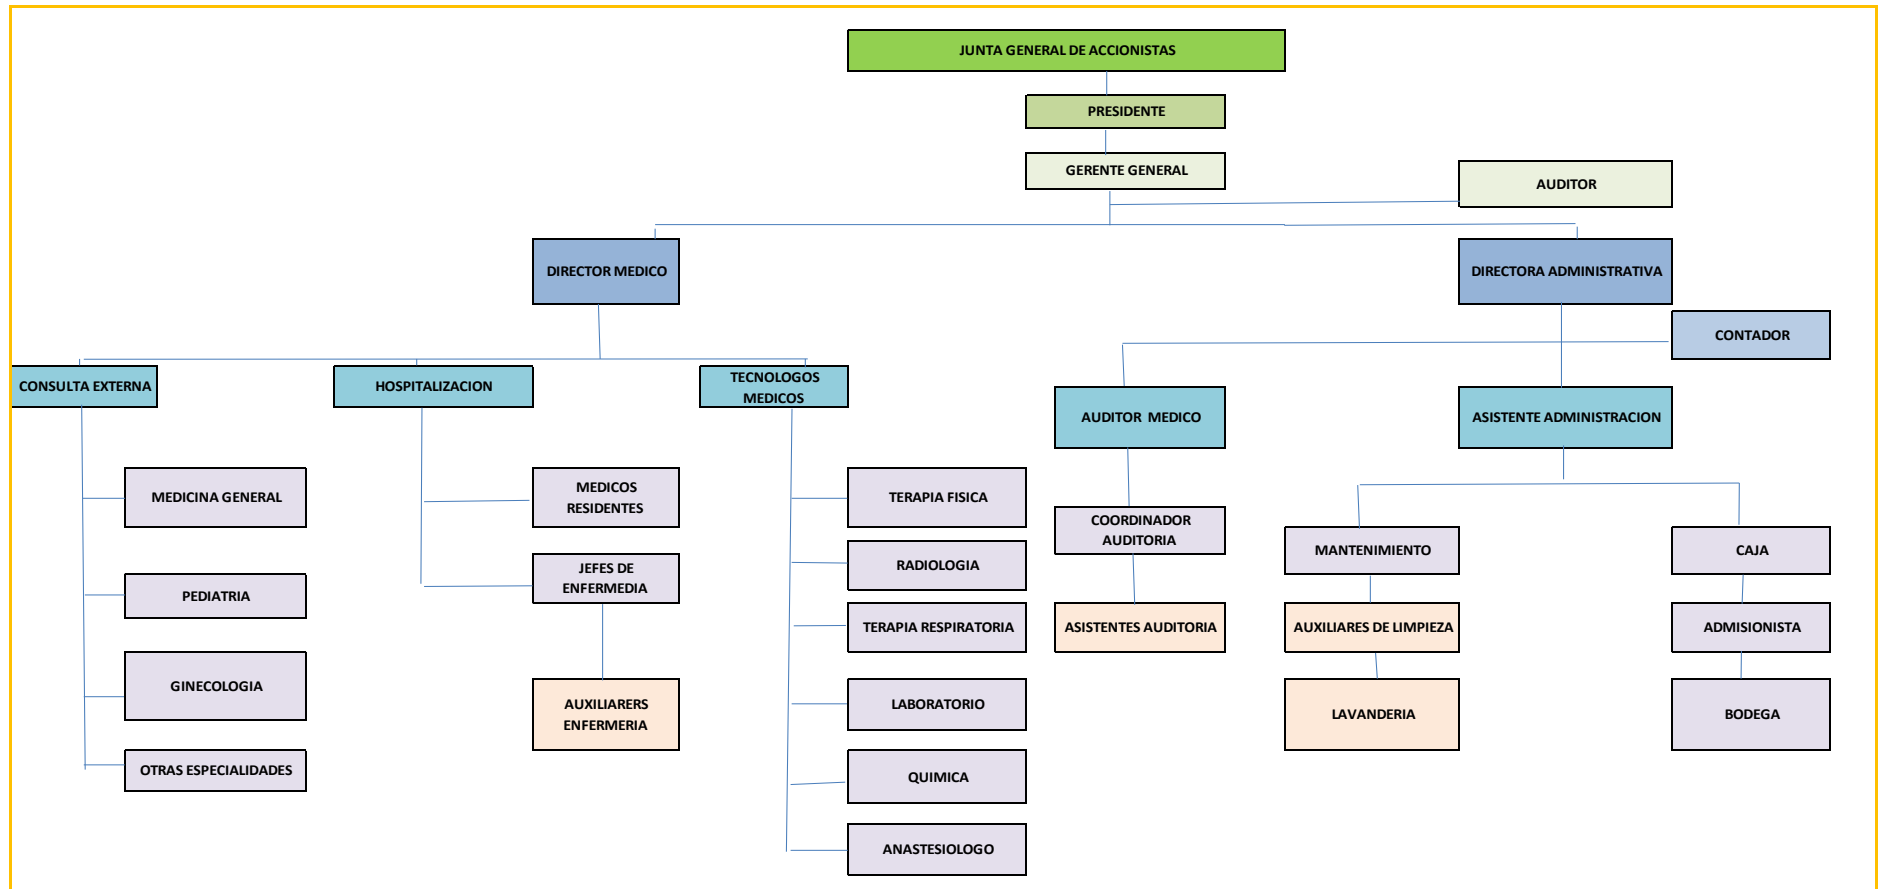 JUNTA GENERAL DE ACCIONISTAS
PRESIDENTE
GERENTE GENERAL
AUDITOR
DIRECTOR MEDICO
DIRECTORA ADMINISTRATIVA
CONTADOR
CONSULTA EXTERNA
HOSPITALIZACION
TECNOLOGOS
MEDICOS
AUDITOR MEDICO
ASISTENTE ADMINISTRACION
MEDICINA GENERAL
PEDIATRIA
GINECOLOGIA
OTRAS ESPECIALIDADES
MEDICOS
RESIDENTES
JEFES DE
ENFERMEDIA
AUXILIARERS
ENFERMERIA
TERAPIA FISICA
RADIOLOGIA
TERAPIA RESPIRATORIA
LABORATORIO
QUIMICA
ANASTESIOLOGO
COORDINADOR
AUDITORIA
ASISTENTES AUDITORIA
MANTENIMIENTO
AUXILIARES DE LIMPIEZA
LAVANDERIA
CAJA
ADMISIONISTA
BODEGA